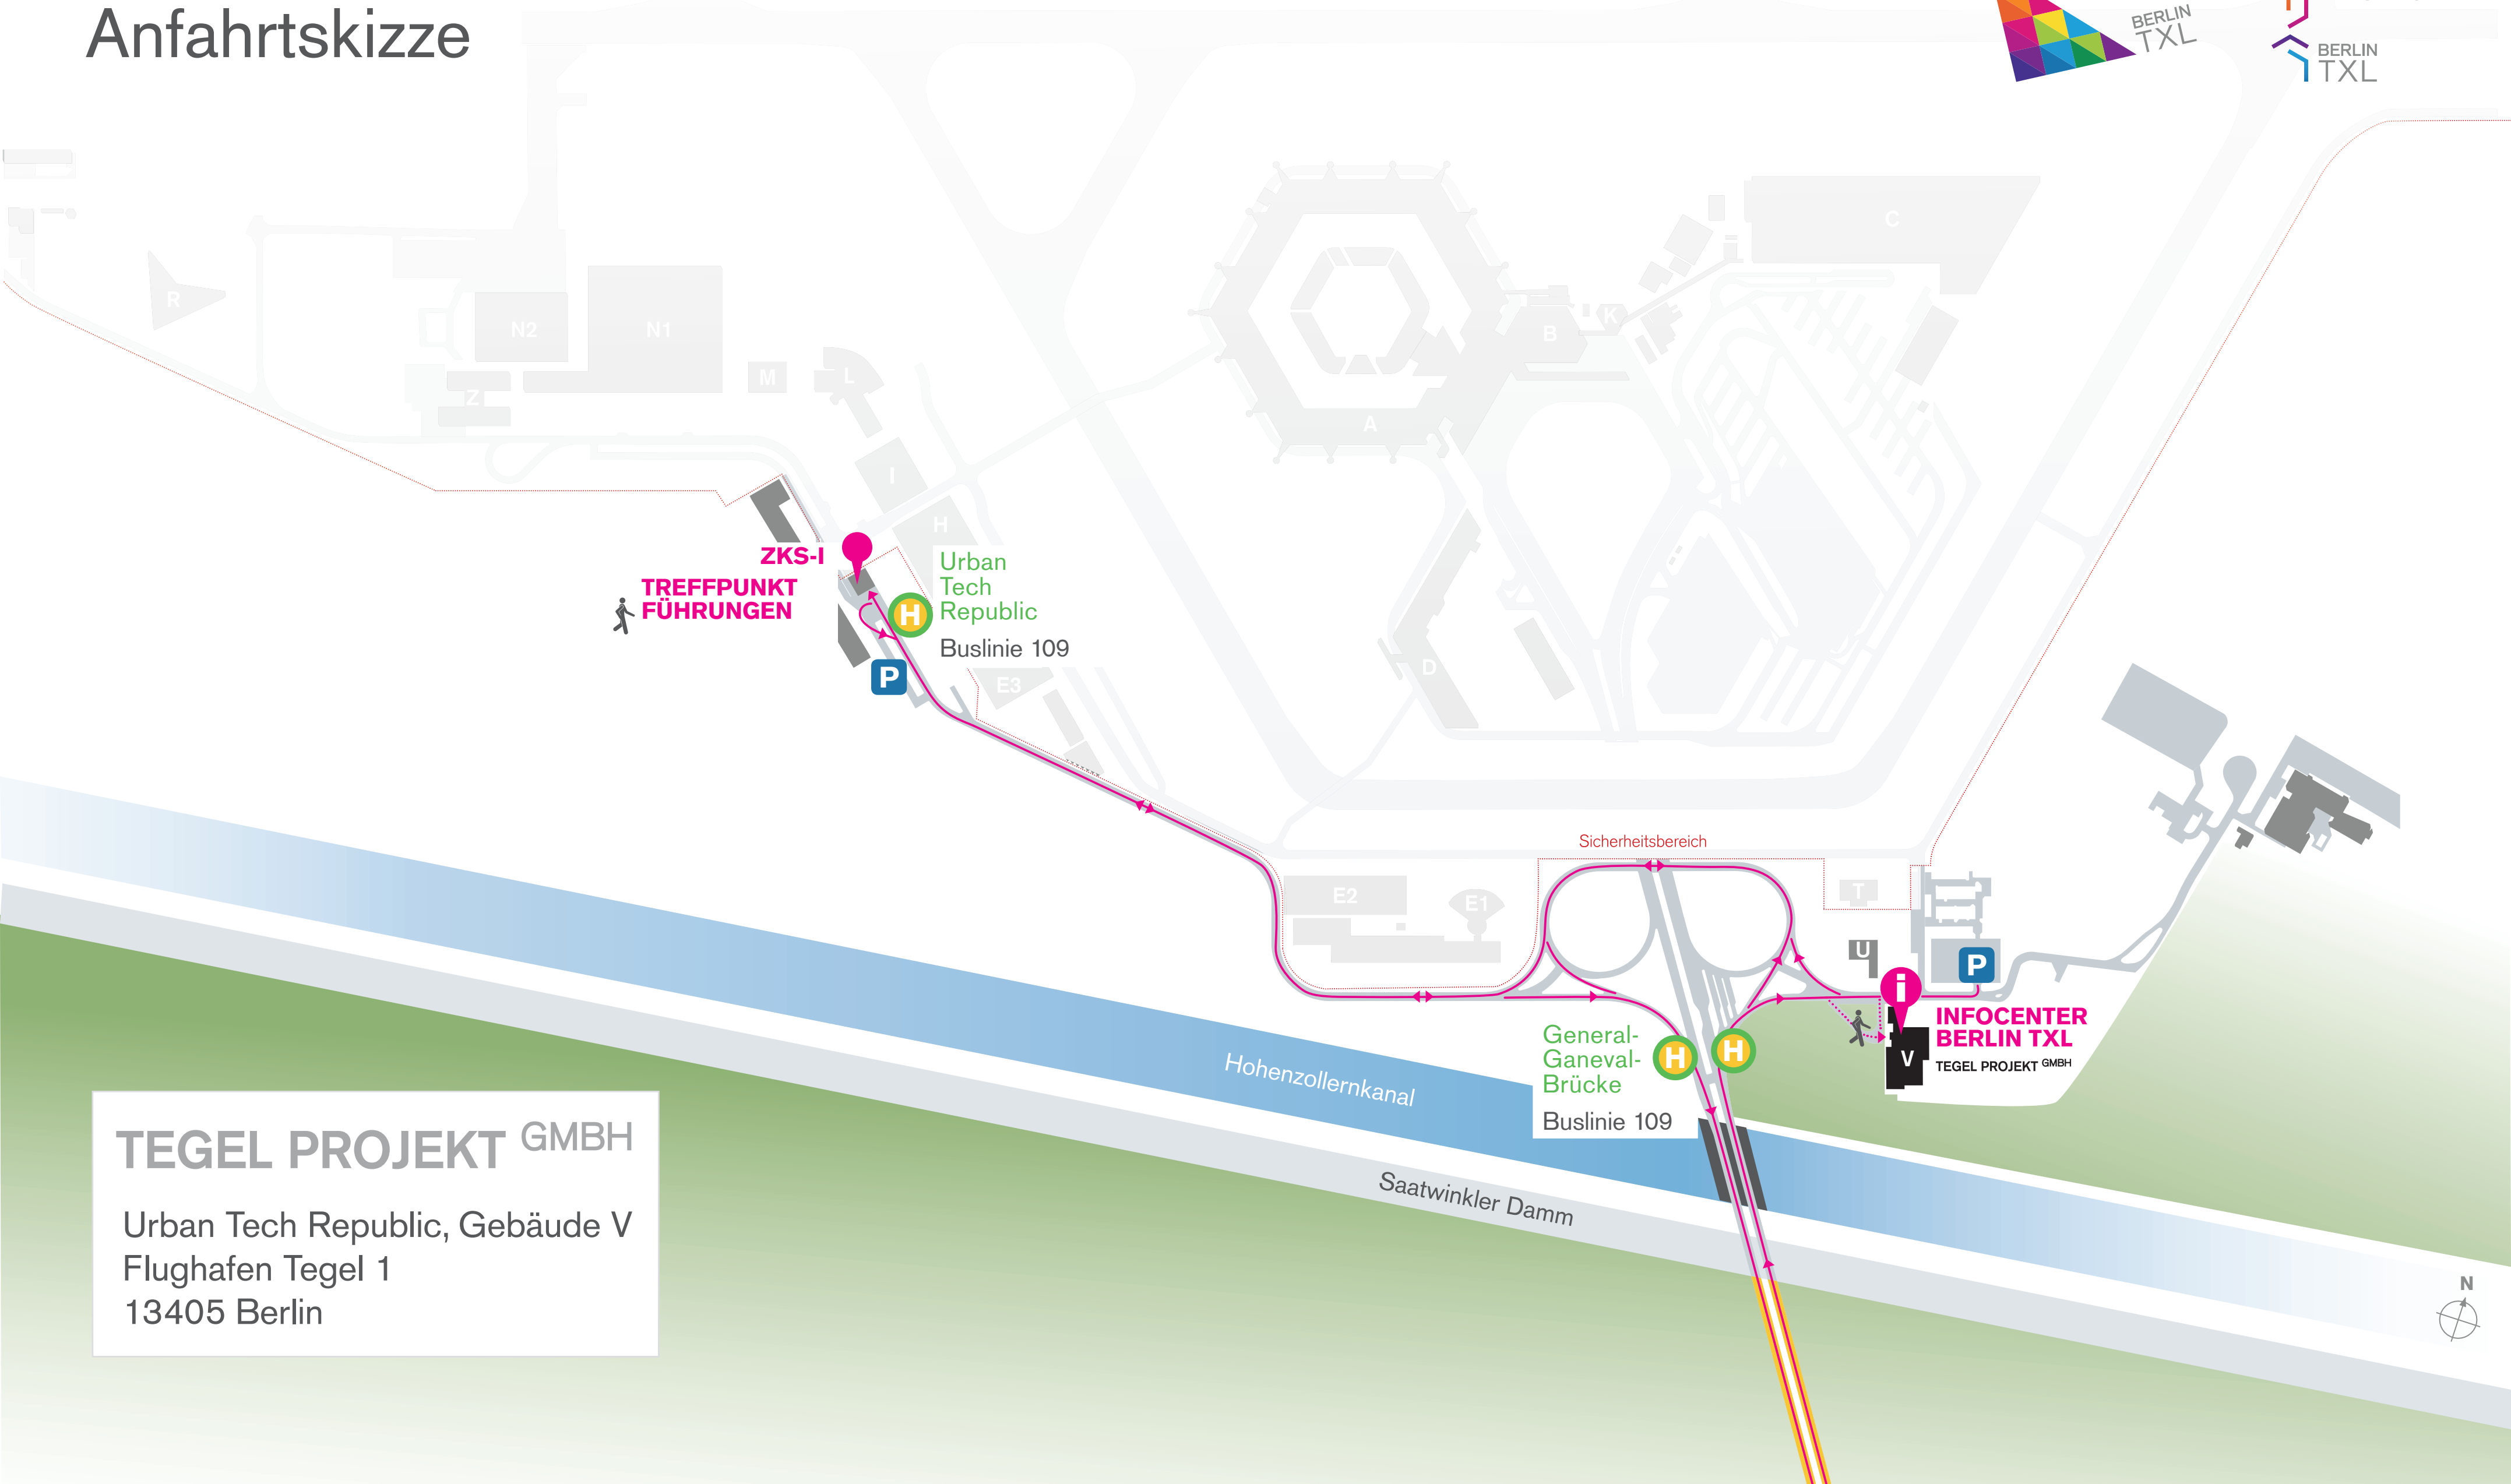 Anfahrtskizze
BERLIN
TXL
BERLIN
TXL
C
R
N2
N1
B
K
M
L
Z
A
I
H
ZKS-I
TREFFPUNKT
FÜHRUNGEN
H
Urban
Tech
Republic
Buslinie 109
P
E3
D
Sicherheitsbereich
E2
E1
T
U
P
i
INFOCENTER
BERLIN TXL
V
TEGEL PROJEKT GMBH
General-
Ganeval-
Brücke
H
H
Buslinie 109
Hohenzollernkanal
Saatwinkler Damm
TEGEL PROJEKT GMBH
Urban Tech Republic, Gebäude V
Flughafen Tegel 1
13405 Berlin
N